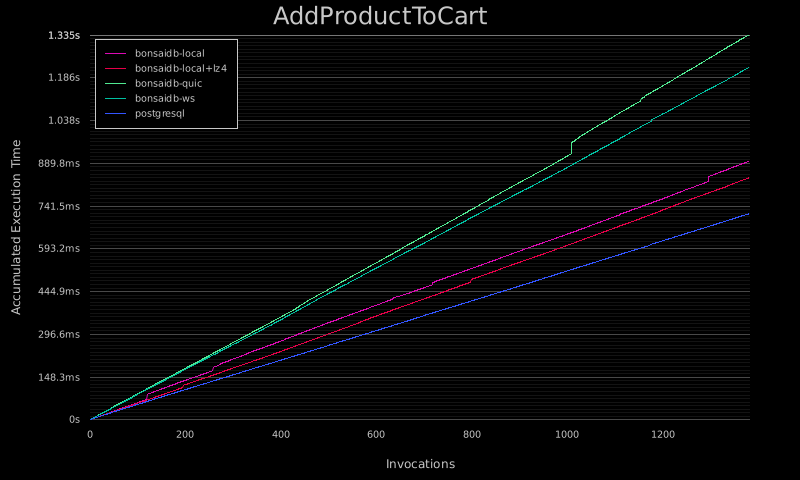 AddProductToCart
1.335s
1.186s
1.038s
889.8ms
741.5ms
593.2ms
444.9ms
296.6ms
148.3ms
0s
Accumulated Execution Time
bonsaidb-local
bonsaidb-local+lz4
bonsaidb-quic
bonsaidb-ws
postgresql
0 200 400 600 800 1000 1200
Invocations